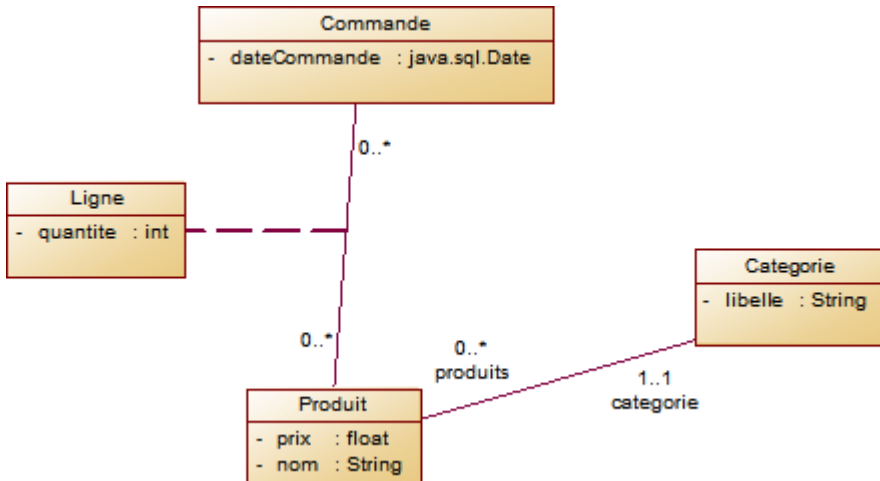 Commande
- dateCommande : java.sql.Date
0..*
Ligne
- quantite : int
Categorie
- libelle : String
0..*
0..*
produits
1..1
categorie
Produit
- prix : float
- nom : String